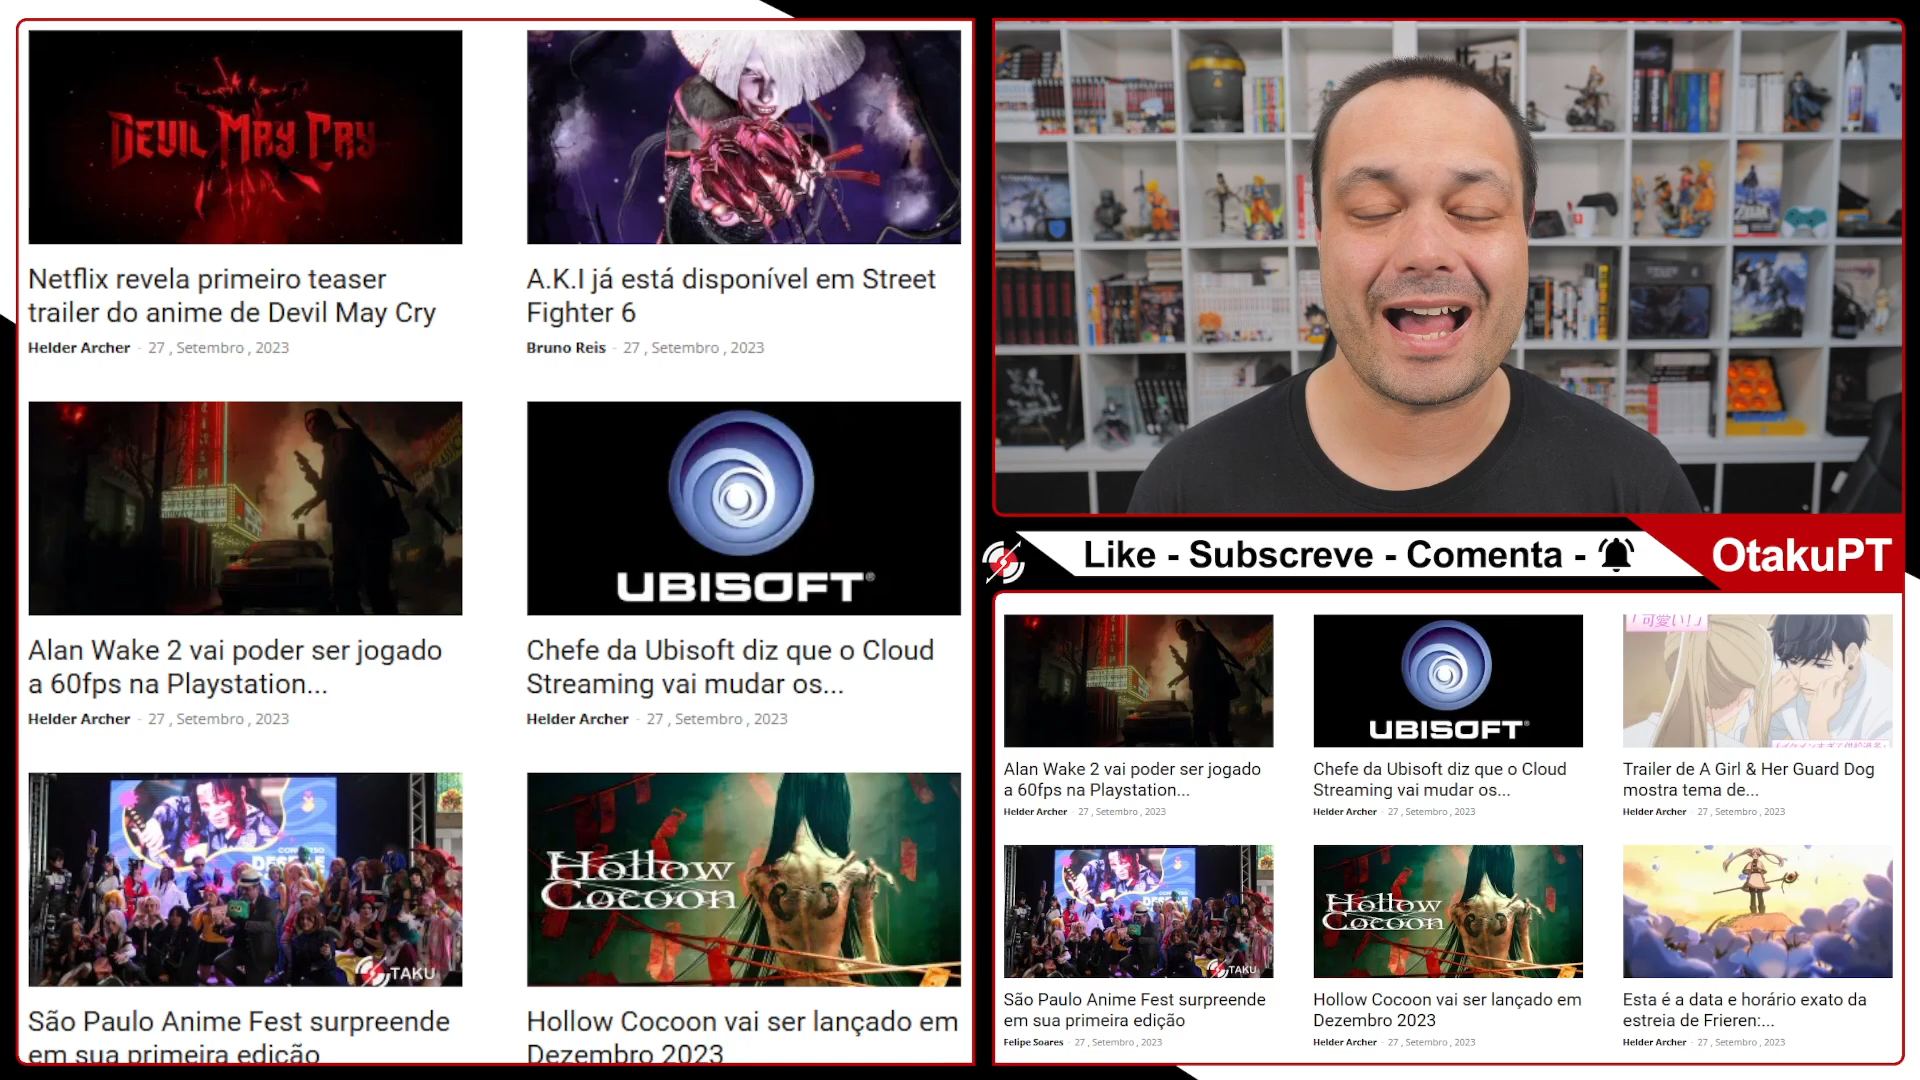 DEVIL MAY CRY
Netflix revela primeiro teaser
trailer do anime de Devil May Cry
Helder Archer - 27 , Setembro , 2023
A.K.I já está disponível em Street
Fighter 6
Bruno Reis - 27 , Setembro , 2023
Alan Wake 2 vai poder ser jogado
a 60fps na Playstation...
Helder Archer - 27 , Setembro , 2023
UBISOFT®
Chefe da Ubisoft diz que o Cloud
Streaming vai mudar os...
Helder Archer - 27 , Setembro , 2023
TAKU
São Paulo Anime Fest surpreende
em sua primeira edição
Hollow
Cocoon
Hollow Cocoon vai ser lançado em
Dezembro 2023
Like - Subscreve - Comenta -
OtakuPT
Alan Wake 2 vai poder ser jogado
a 60fps na Playstation...
Helder Archer - 27 , Setembro , 2023
UBISOFT®
Chefe da Ubisoft diz que o Cloud
Streaming vai mudar os...
Helder Archer - 27 , Setembro , 2023
「可愛い!」
Trailer de A Girl & Her Guard Dog
mostra tema de...
Helder Archer - 27 , Setembro , 2023
TAKU
São Paulo Anime Fest surpreende
em sua primeira edição
Felipe Soares - 27 , Setembro , 2023
Hollow
Cocoon
Hollow Cocoon vai ser lançado em
Dezembro 2023
Helder Archer - 27 , Setembro , 2023
Esta é a data e horário exato da
estreia de Frieren:...
Helder Archer - 27 , Setembro , 2023